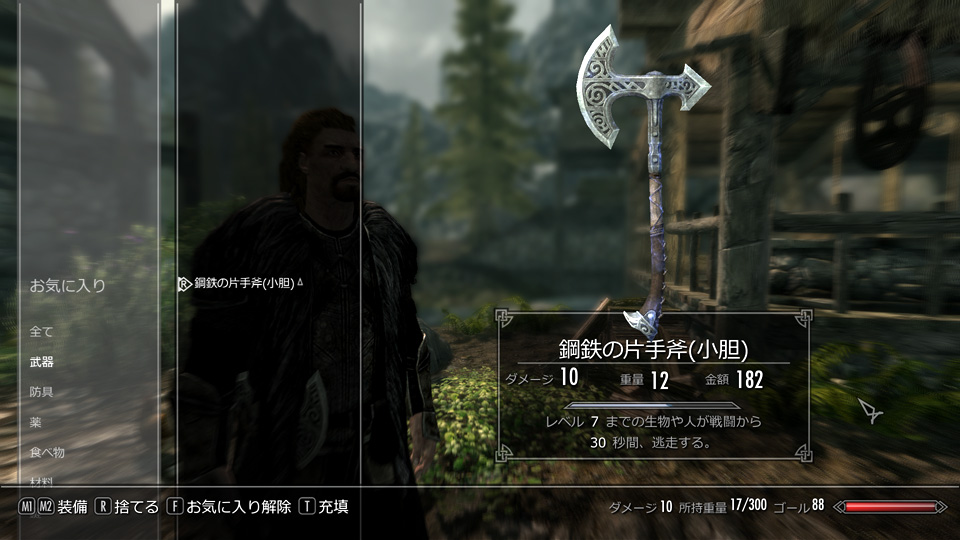 お気に入り
全て
武器
防具
薬
食べ物
材料
鋼鉄の片手斧(小胆)
鋼鉄の片手斧(小胆)
ダメージ 10 重量 12 金額 182
レベル 7 までの生物や人が戦闘から
30 秒間、逃走する。
M1 M2 装備 R 捨てる F お気に入り解除 T 充填
ダメージ 10 所持重量 17/300 ゴールド 88